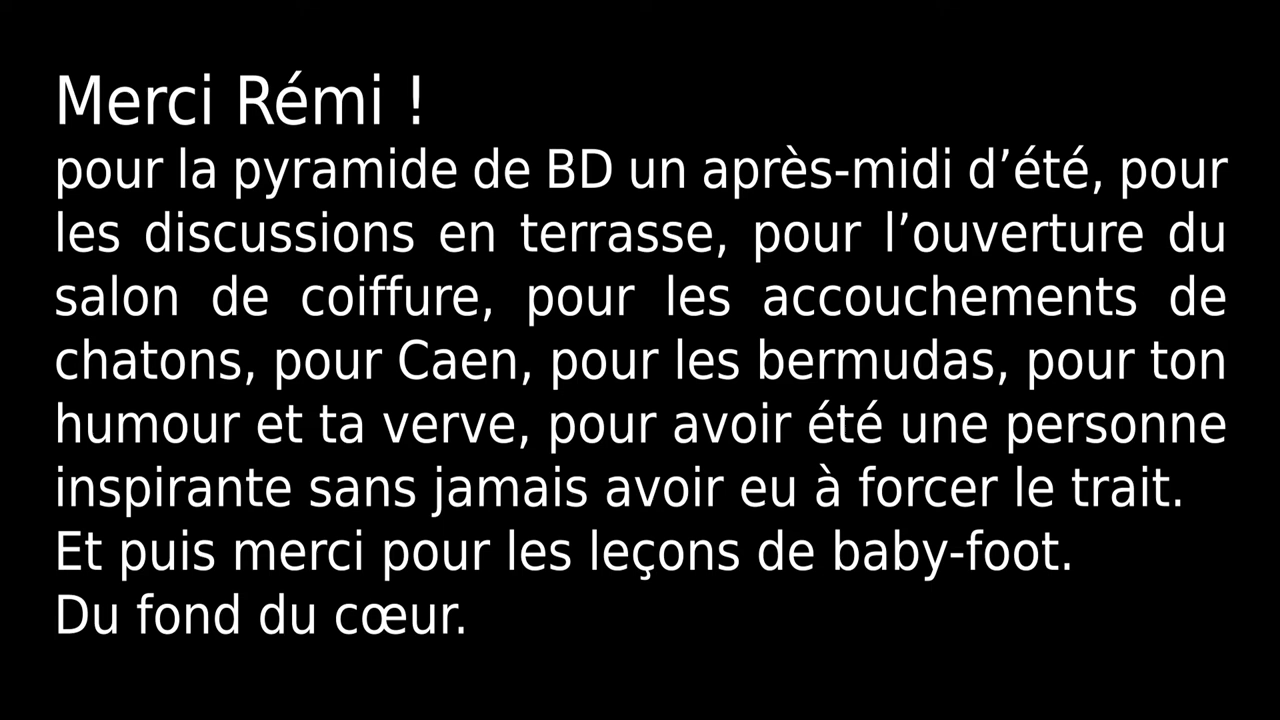 Merci Rémi !
pour la pyramide de BD un après-midi d’été, pour
les discussions en terrasse, pour l’ouverture du
salon de coiffure, pour les accouchements de
chatons, pour Caen, pour les bermudas, pour ton
humour et ta verve, pour avoir été une personne
inspirante sans jamais avoir eu à forcer le trait.
Et puis merci pour les leçons de baby-foot.
Du fond du cœur.